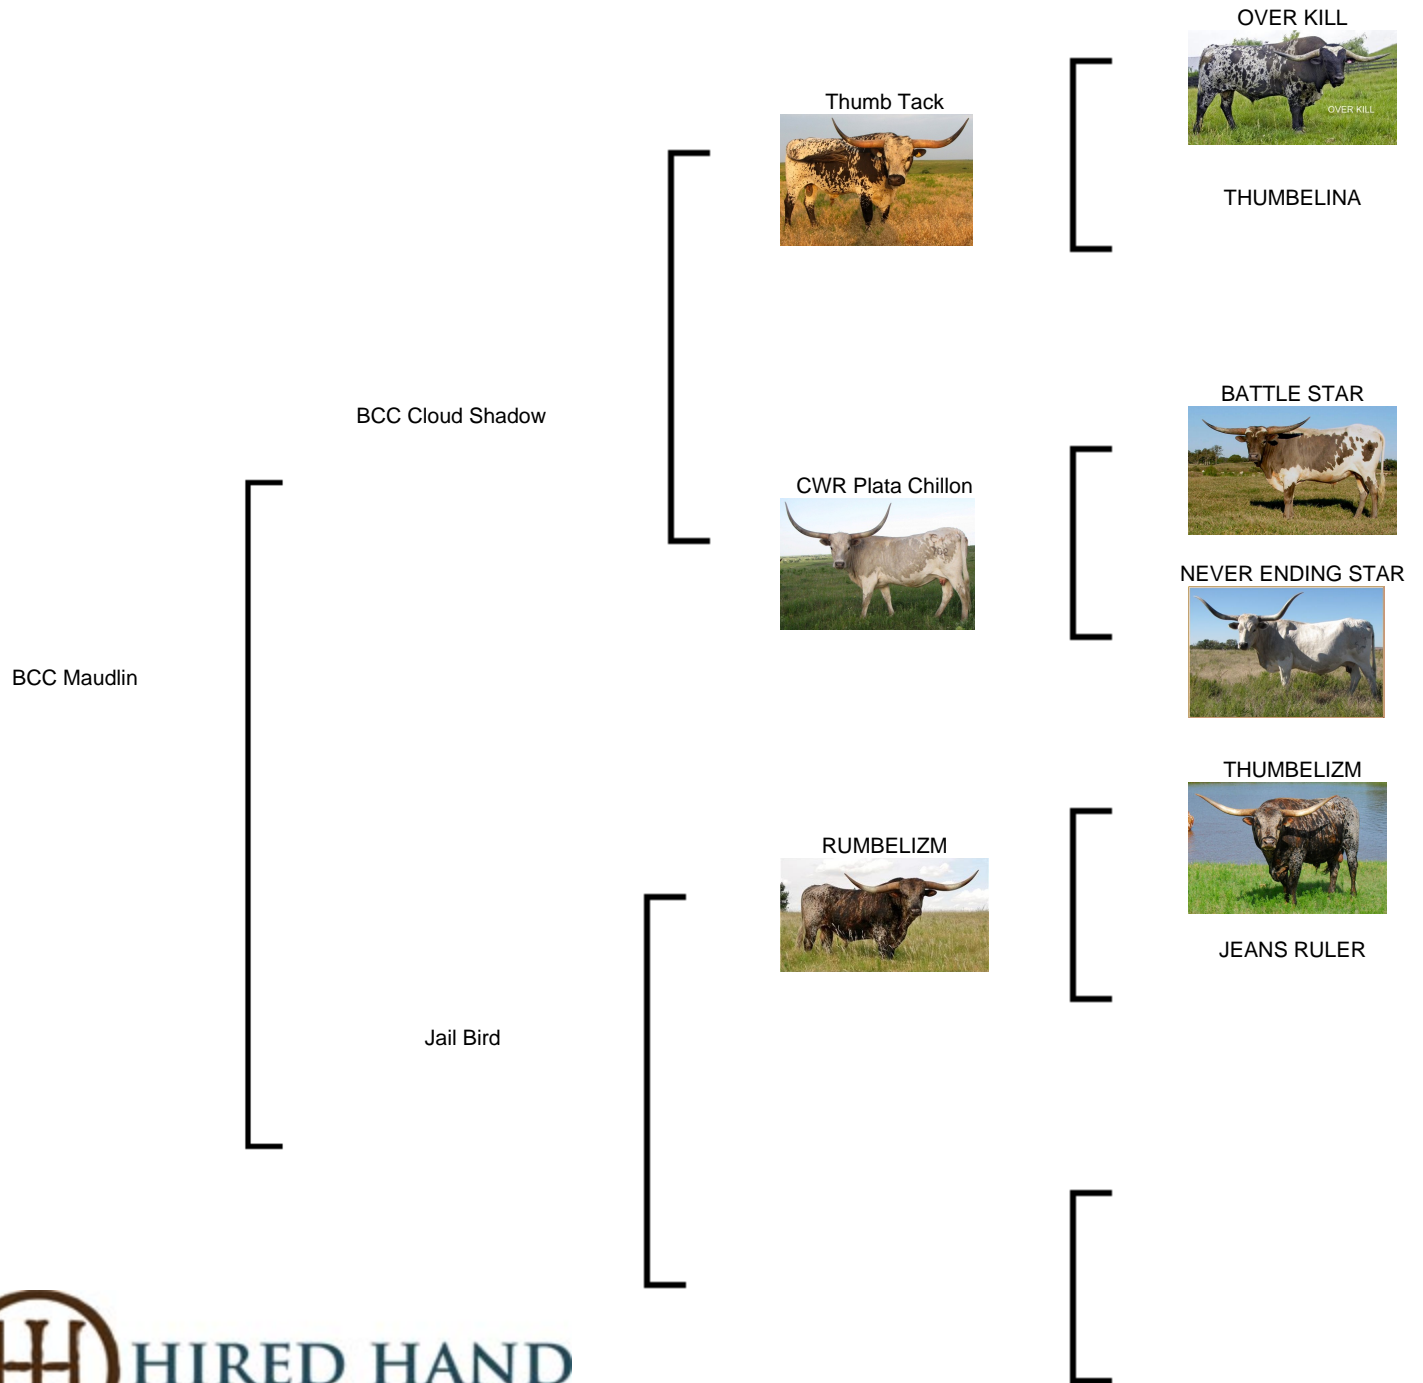 OVER KILL
OVER KILL
Thumb Tack
THUMBELINA
BATTLE STAR
BCC Cloud Shadow
CWR Plata Chillon
NEVER ENDING STAR
BCC Maudlin
THUMBELIZM
RUMBELIZM
JEANS RULER
Jail Bird
HIRED HAND